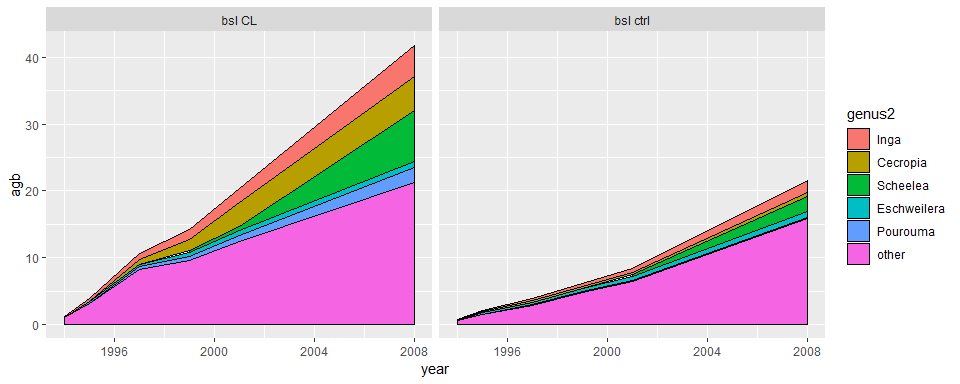 bsl CL
bsl ctrl
40
30
20
10
0
agb
1996
2000
2004
2008
1996
2000
2004
2008
year
genus2
Inga
Cecropia
Scheelea
Eschweilera
Pourouma
other